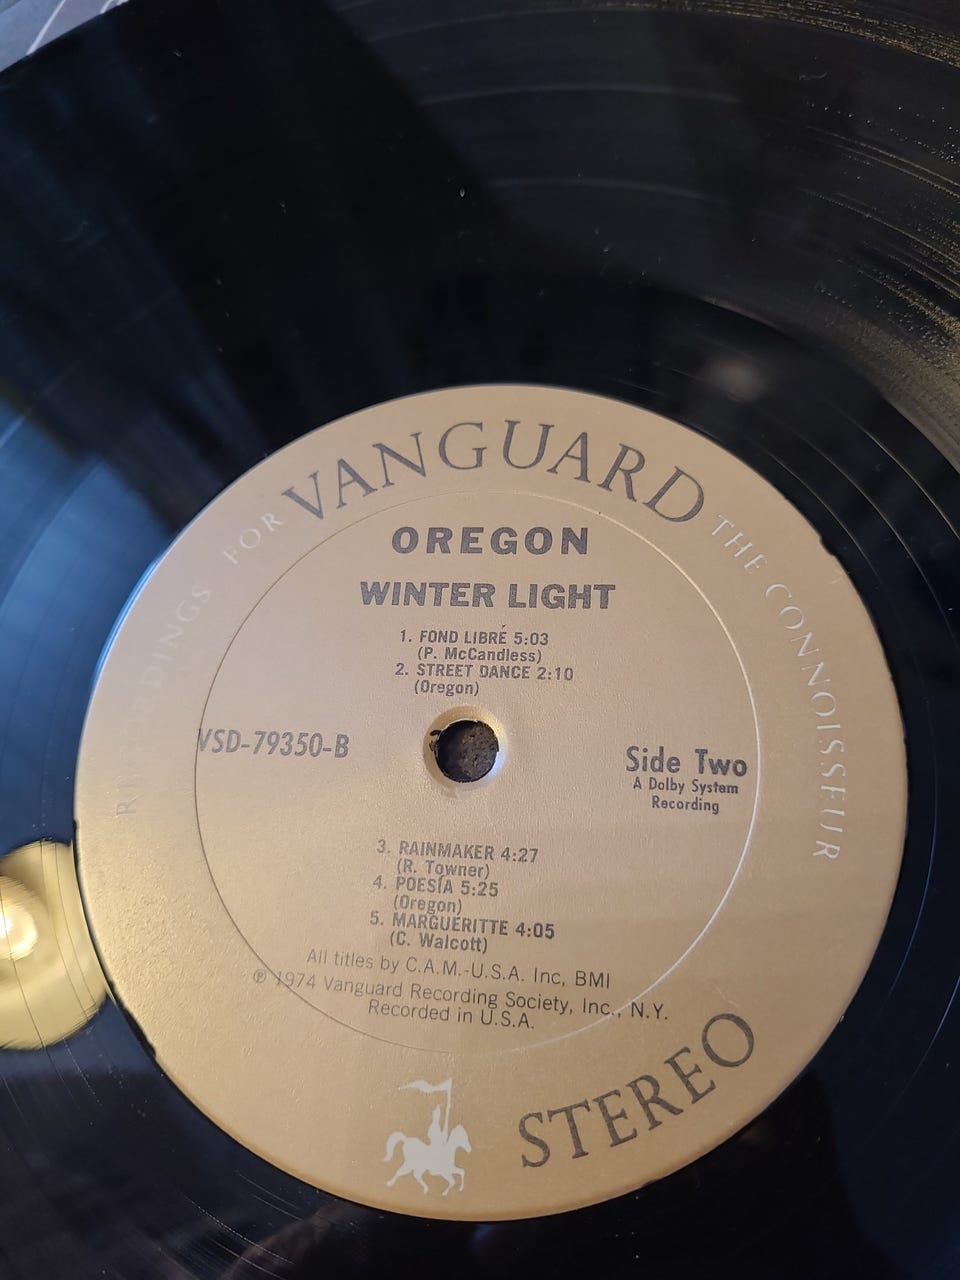 RECORDINGS FOR VANGUARD THE CONNOISSEUR
OREGON
WINTER LIGHT
1. FOND LIBRÉ 5:03
(P. McCandless)
2. STREET DANCE 2:10
(Oregon)
VSD-79350-B
Side Two
A Dolby System
Recording
3. RAINMAKER 4:27
(R. Towner)
4. POESÍA 5:25
(Oregon)
5. MARGUERITTE 4:05
(C. Walcott)
All titles by C.A.M.-U.S.A. Inc, BMI
℗ 1974 Vanguard Recording Society, Inc., N.Y.
Recorded in U.S.A.
STEREO